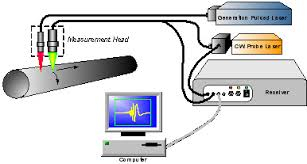 Generation Pulsed Laser
Measurement Head
CW Probe Laser
Receiver
Computer